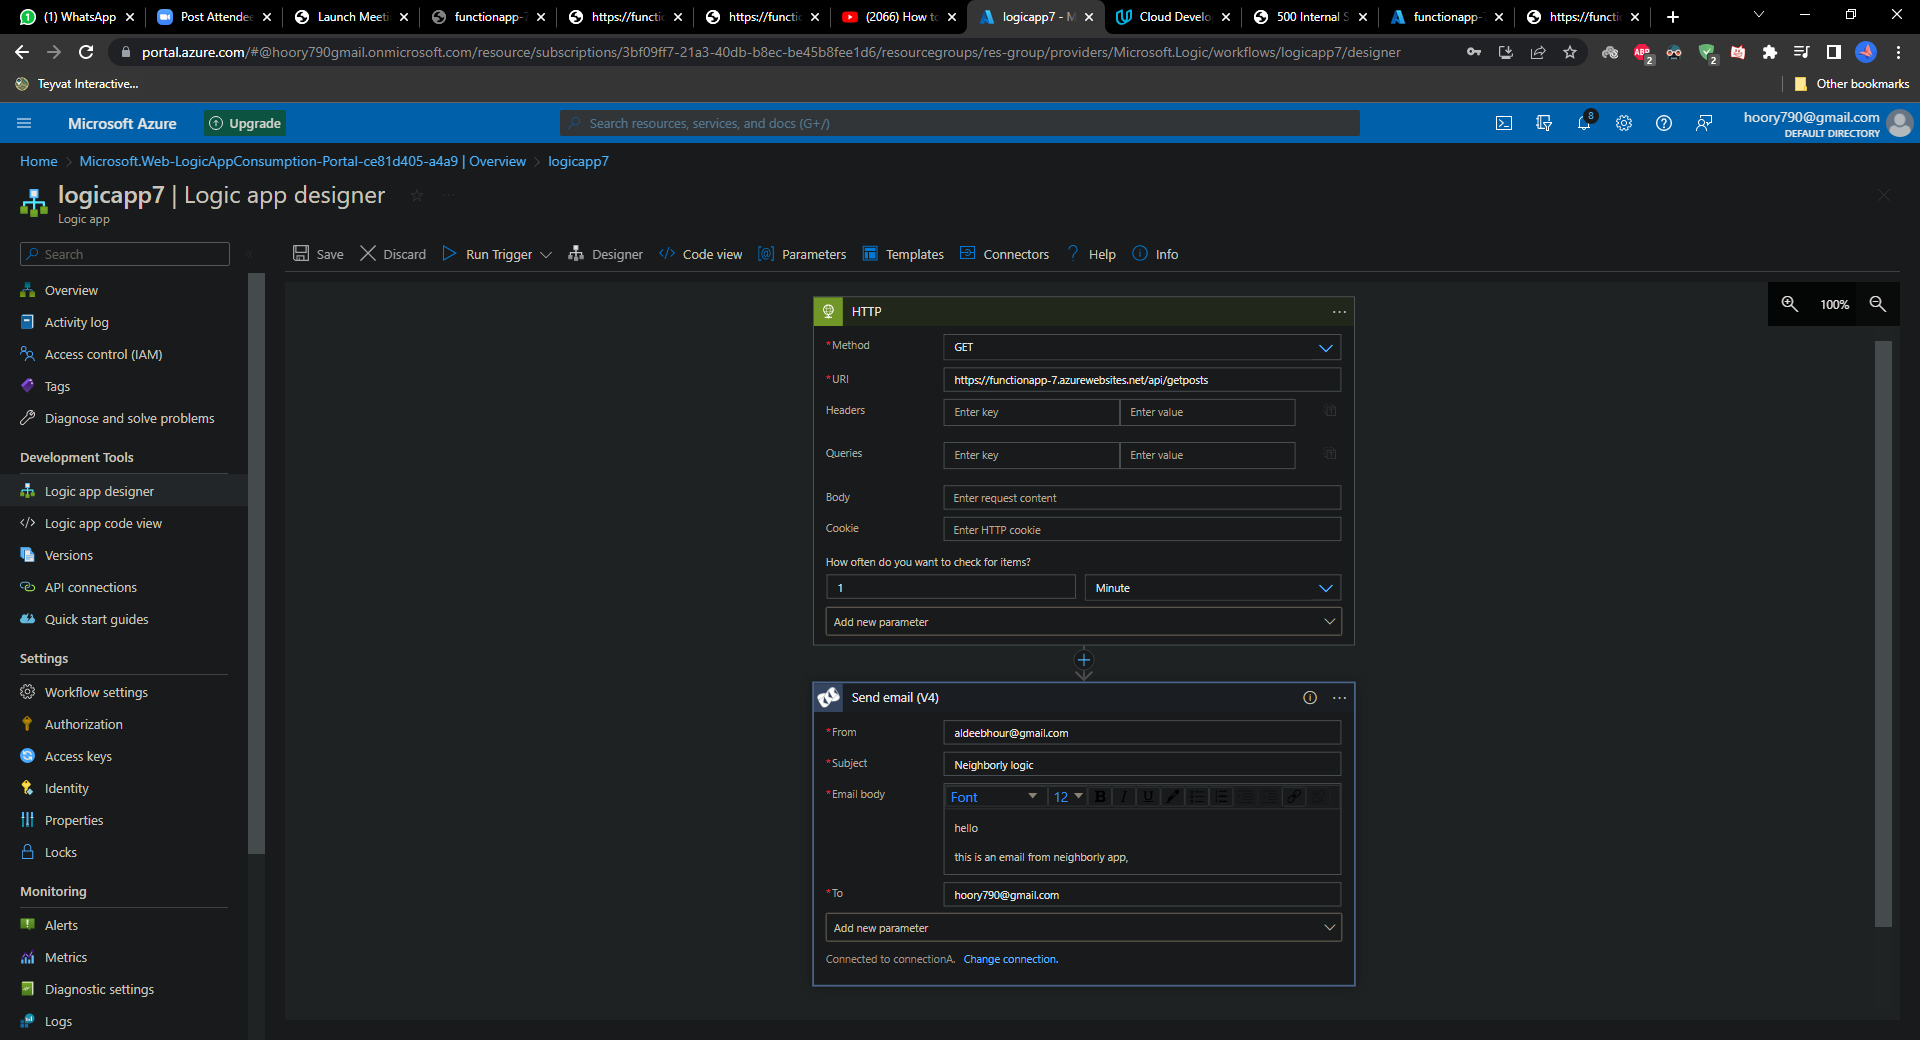 (1) WhatsApp
Post Attendee
Launch Meeti
functionapp-7
https://functio
https://functio
(2066) How to
logicapp7 - M
Cloud Develo
500 Internal S
functionapp-
https://functio
portal.azure.com/#@hoory790gmail.onmicrosoft.com/resource/subscriptions/3bf09ff7-21a3-40db-b8ec-be45b8fee1d6/resourcegroups/res-group/providers/Microsoft.Logic/workflows/logicapp7/designer
ABP
2
2
Teyvat Interactive...
Other bookmarks
Microsoft Azure
Upgrade
Search resources, services, and docs (G+/)
8
hoory790@gmail.com
DEFAULT DIRECTORY
Home > Microsoft.Web-LogicAppConsumption-Portal-ce81d405-a4a9 | Overview > logicapp7
logicapp7 | Logic app designer
Logic app
Search
Save
Discard
Run Trigger
Designer
Code view
Parameters
Templates
Connectors
Help
Info
Overview
Activity log
Access control (IAM)
Tags
Diagnose and solve problems
Development Tools
Logic app designer
Logic app code view
Versions
API connections
Quick start guides
Settings
Workflow settings
Authorization
Access keys
Identity
Properties
Locks
Monitoring
Alerts
Metrics
Diagnostic settings
Logs
100%
HTTP
*Method
GET
*URI
https://functionapp-7.azurewebsites.net/api/getposts
Headers
Enter key
Enter value
Queries
Enter key
Enter value
Body
Enter request content
Cookie
Enter HTTP cookie
How often do you want to check for items?
1
Minute
Add new parameter
Send email (V4)
*From
aldeebhour@gmail.com
*Subject
Neighborly logic
*Email body
Font
12
B I U
hello
this is an email from neighborly app,
*To
hoory790@gmail.com
Add new parameter
Connected to connectionA. Change connection.